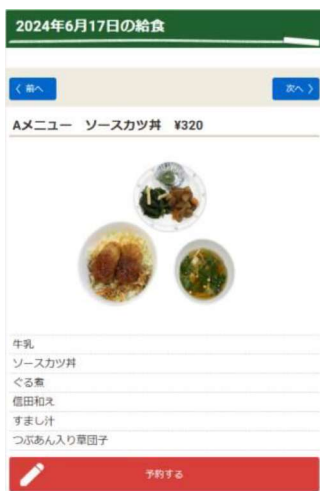 2024年6月17日の給食
〈 前へ
次へ 〉
Aメニュー　ソースカツ丼　¥320
牛乳
ソースカツ丼
ぐる煮
信田和え
すまし汁
つぶあん入り草団子
予約する